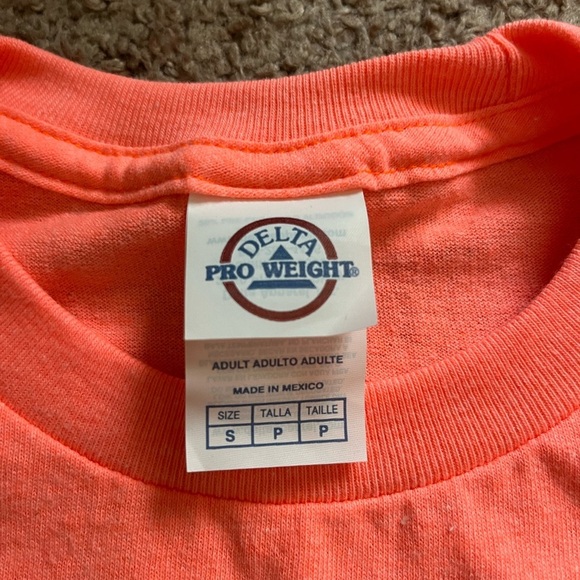 DELTA
PRO WEIGHT®
ADULT ADULTO ADULTE
MADE IN MEXICO
SIZE TALLA TAILLE
S P P